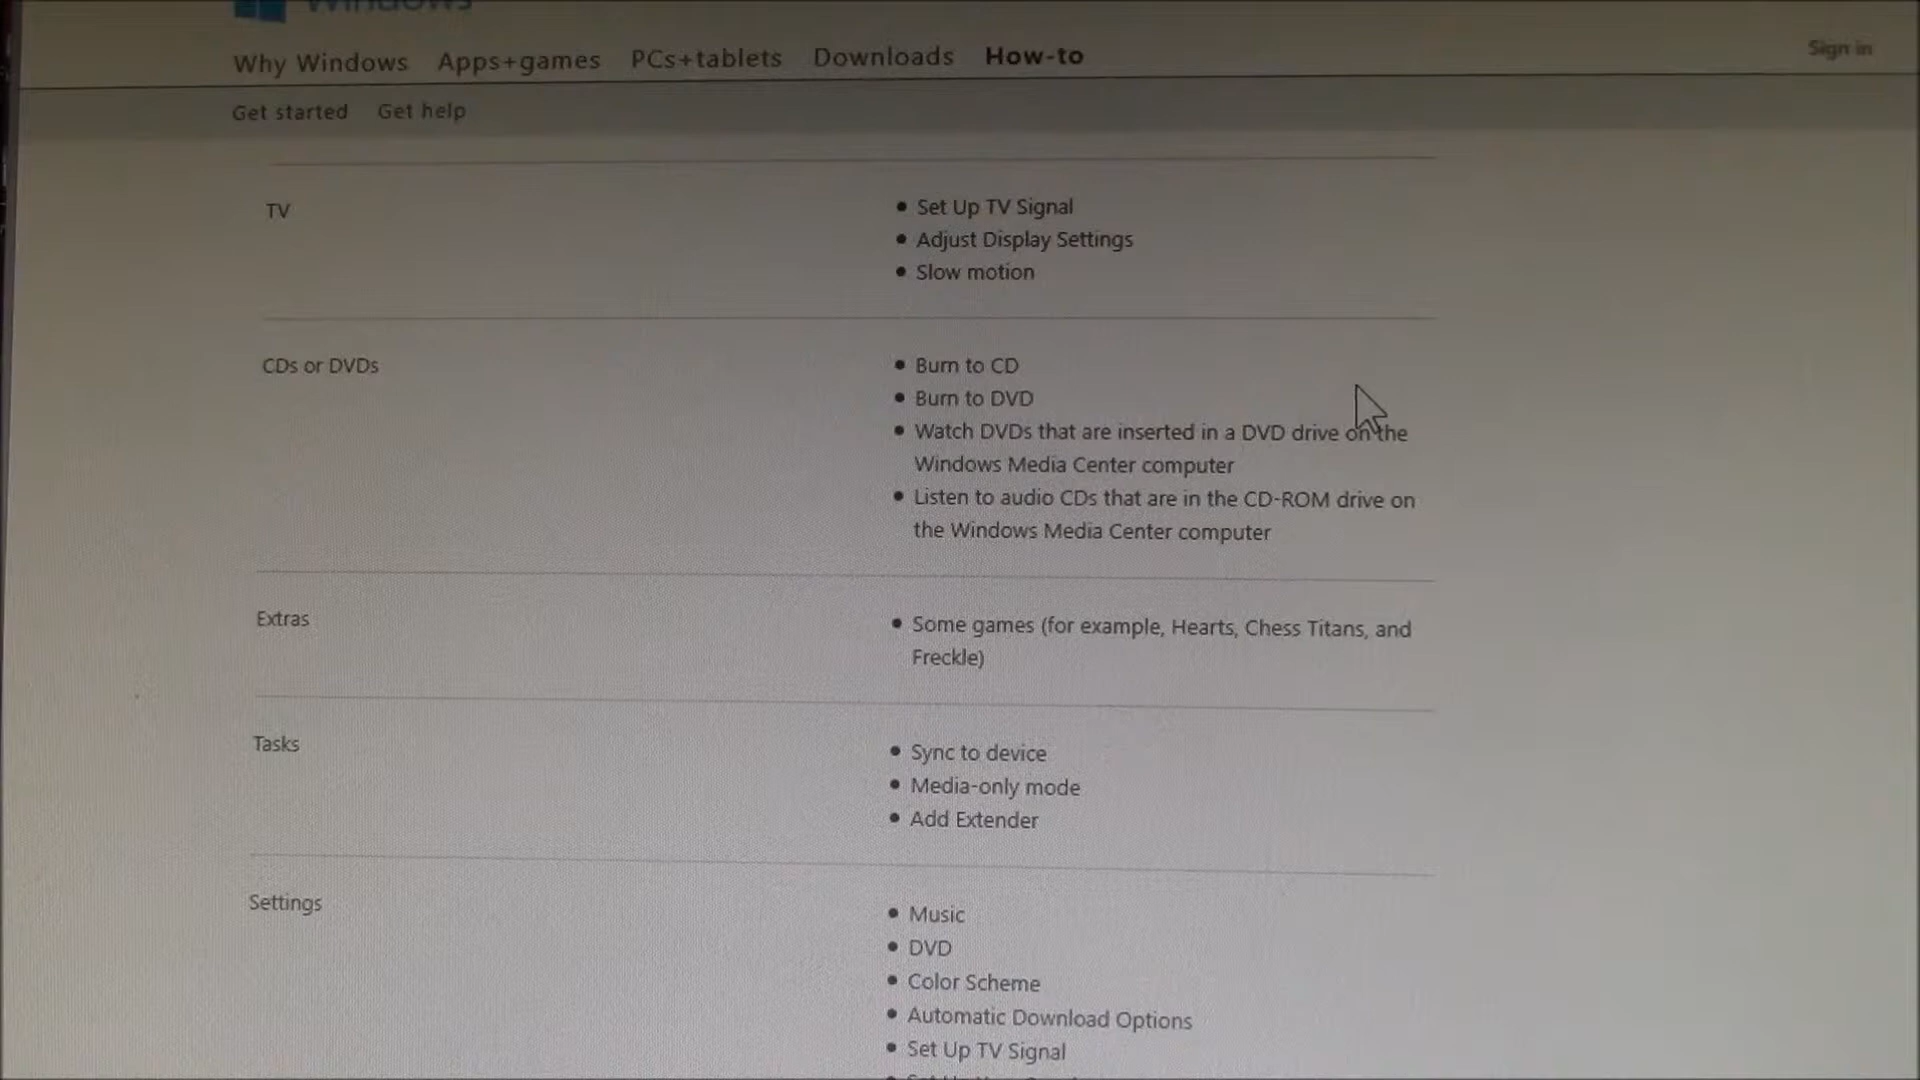 Windows
Why Windows Apps+games PCs+tablets Downloads How-to
Sign in
Get started Get help
TV
• Set Up TV Signal
• Adjust Display Settings
• Slow motion
CDs or DVDs
• Burn to CD
• Burn to DVD
• Watch DVDs that are inserted in a DVD drive on the
Windows Media Center computer
• Listen to audio CDs that are in the CD-ROM drive on
the Windows Media Center computer
Extras
• Some games (for example, Hearts, Chess Titans, and
Freckle)
Tasks
• Sync to device
• Media-only mode
• Add Extender
Settings
• Music
• DVD
• Color Scheme
• Automatic Download Options
• Set Up TV Signal